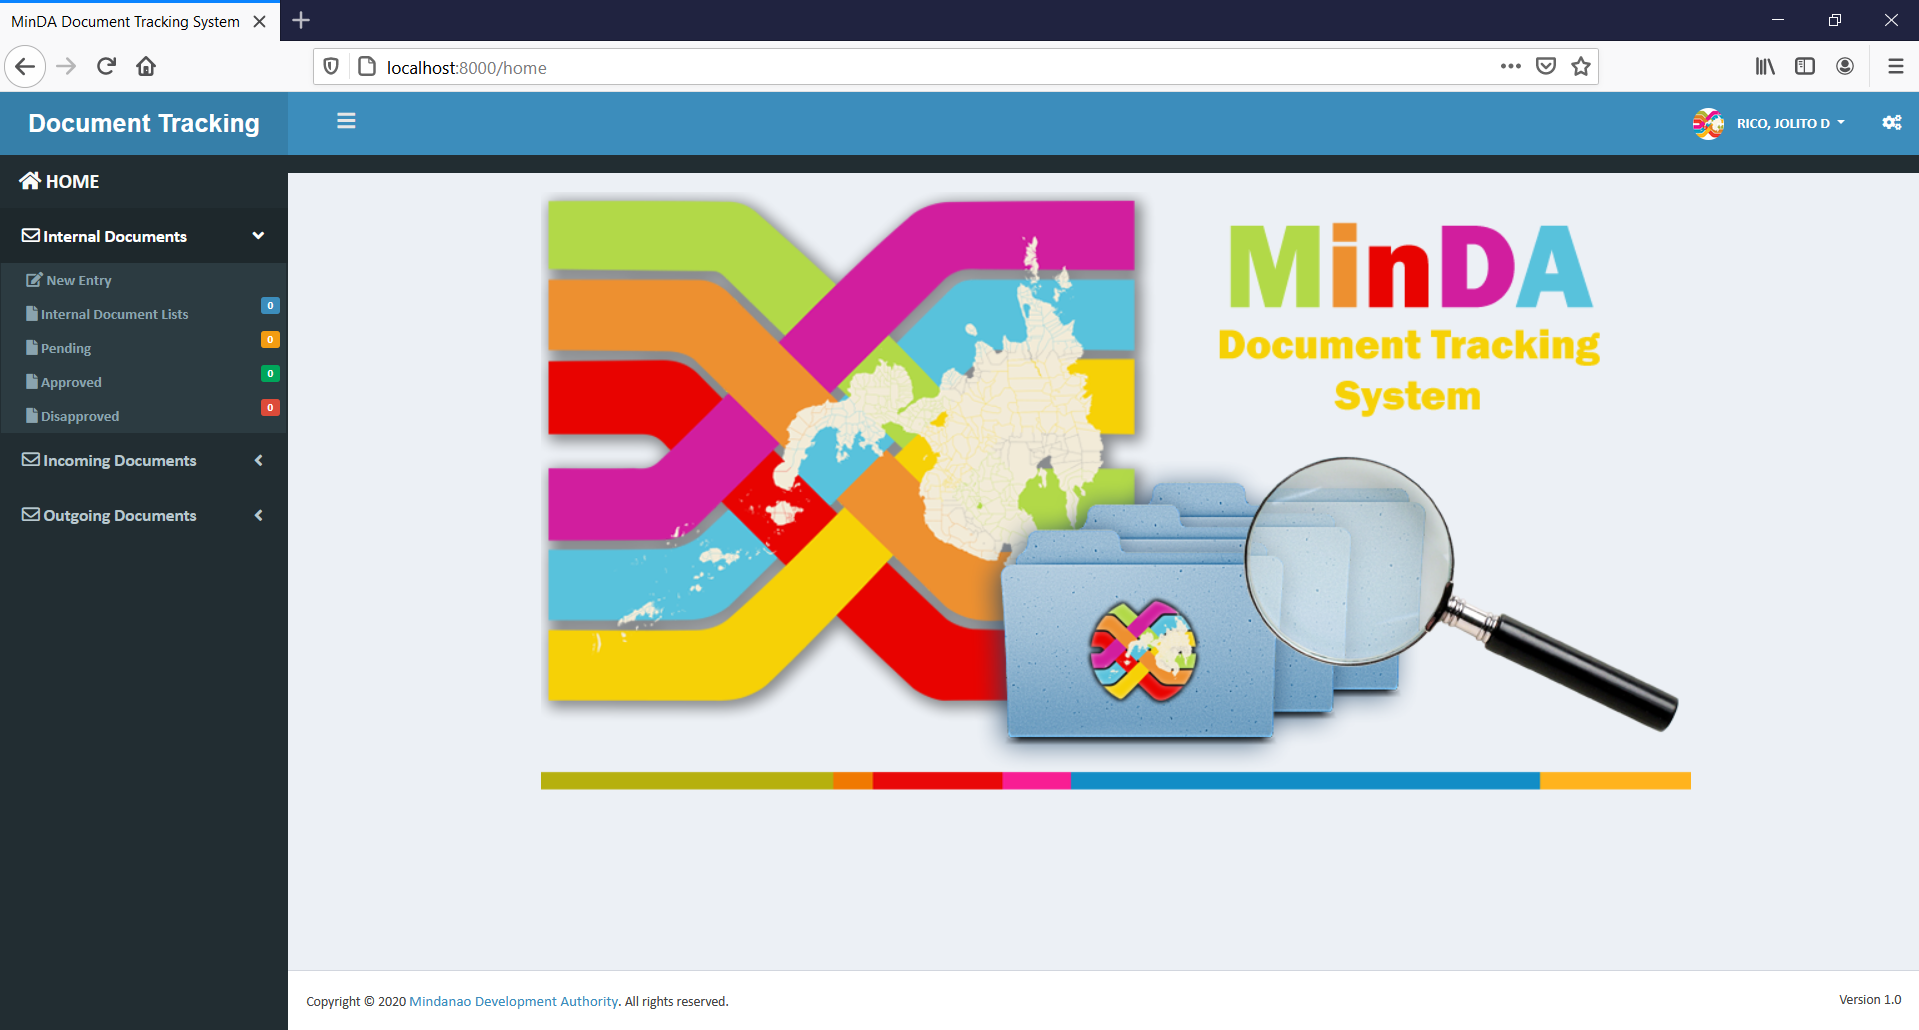 MinDA Document Tracking System
localhost:8000/home
Document Tracking
RICO, JOLITO D
HOME
Internal Documents
New Entry
Internal Document Lists 0
Pending 0
Approved 0
Disapproved 0
Incoming Documents
Outgoing Documents
MinDA
Document Tracking
System
Copyright © 2020 Mindanao Development Authority. All rights reserved.
Version 1.0